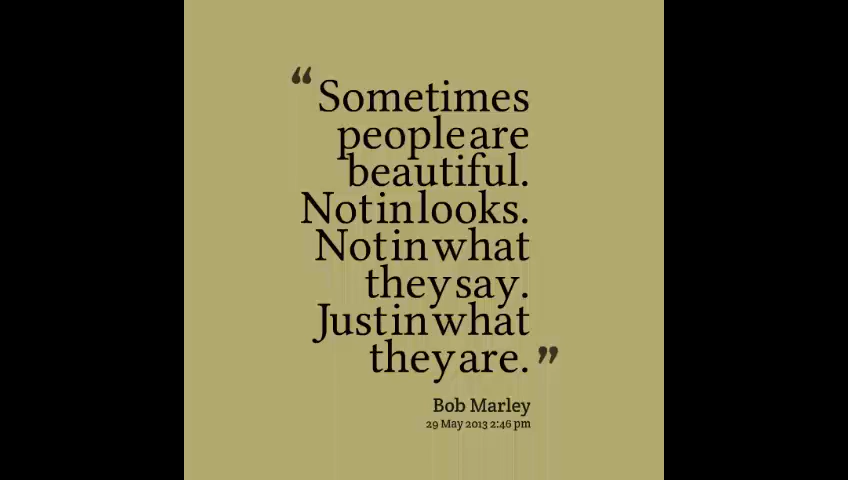 “Sometimes
people are
beautiful.
Not in looks.
Not in what
they say.
Just in what
they are.”
Bob Marley
29 May 2013 2:46 pm